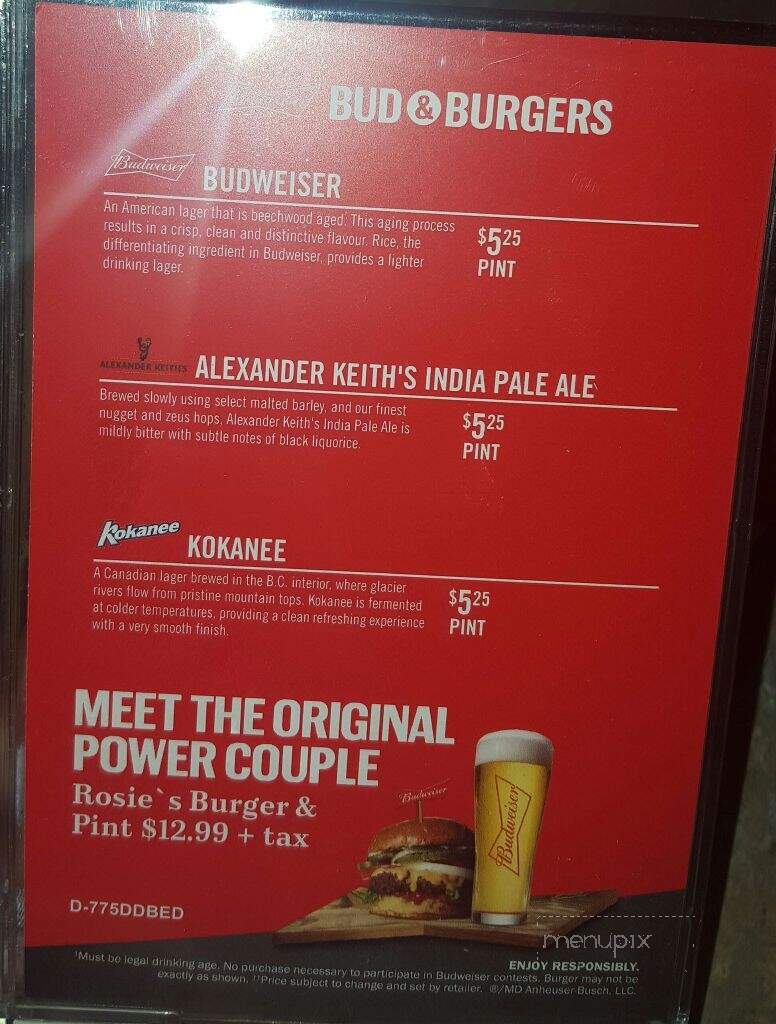 BUD & BURGERS
Budweiser
BUDWEISER
An American lager that is beechwood aged. This aging process
results in a crisp, clean and distinctive flavour. Rice, the
differentiating ingredient in Budweiser, provides a lighter
drinking lager.
$5.25
PINT
ALEXANDER KEITH'S
ALEXANDER KEITH'S INDIA PALE ALE
Brewed slowly using select malted barley, and our finest
nugget and zeus hops, Alexander Keith's India Pale Ale is
mildly bitter with subtle notes of black liquorice.
$5.25
PINT
Kokanee
KOKANEE
A Canadian lager brewed in the B.C. interior, where glacier
rivers flow from pristine mountain tops. Kokanee is fermented
at colder temperatures, providing a clean refreshing experience
with a very smooth finish.
$5.25
PINT
MEET THE ORIGINAL
POWER COUPLE
Rosie`s Burger &
Pint $12.99 + tax
Budweiser
Budweiser
D-775DDBED
menupix
ENJOY RESPONSIBLY.
¹Must be legal drinking age. No purchase necessary to participate in Budweiser contests. Burger may not be
exactly as shown. ¹¹Price subject to change and set by retailer. ®/MD Anheuser-Busch, LLC.